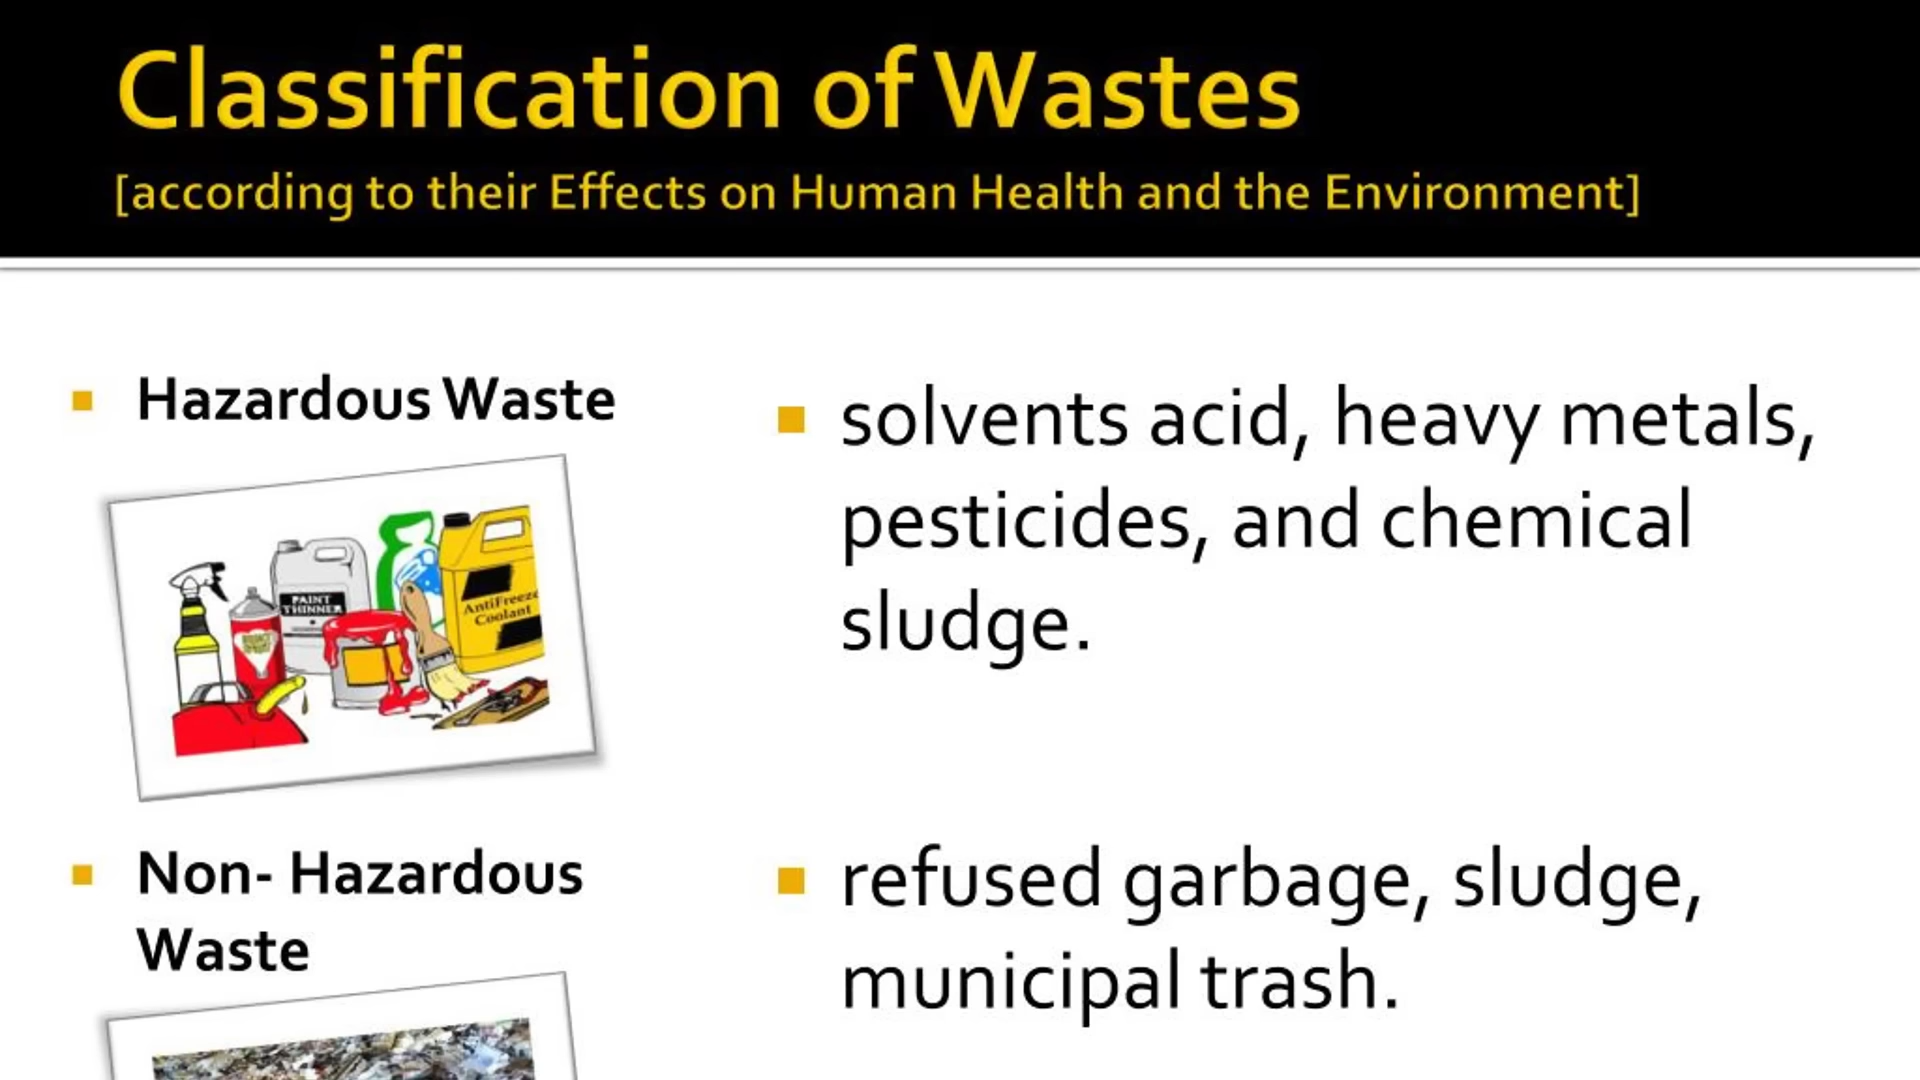 Classification of Wastes
[according to their Effects on Human Health and the Environment]
Hazardous Waste
solvents acid, heavy metals,
pesticides, and chemical
sludge.
PAINT
THINNER
AntiFreeze
Coolant
Non- Hazardous
Waste
refused garbage, sludge,
municipal trash.